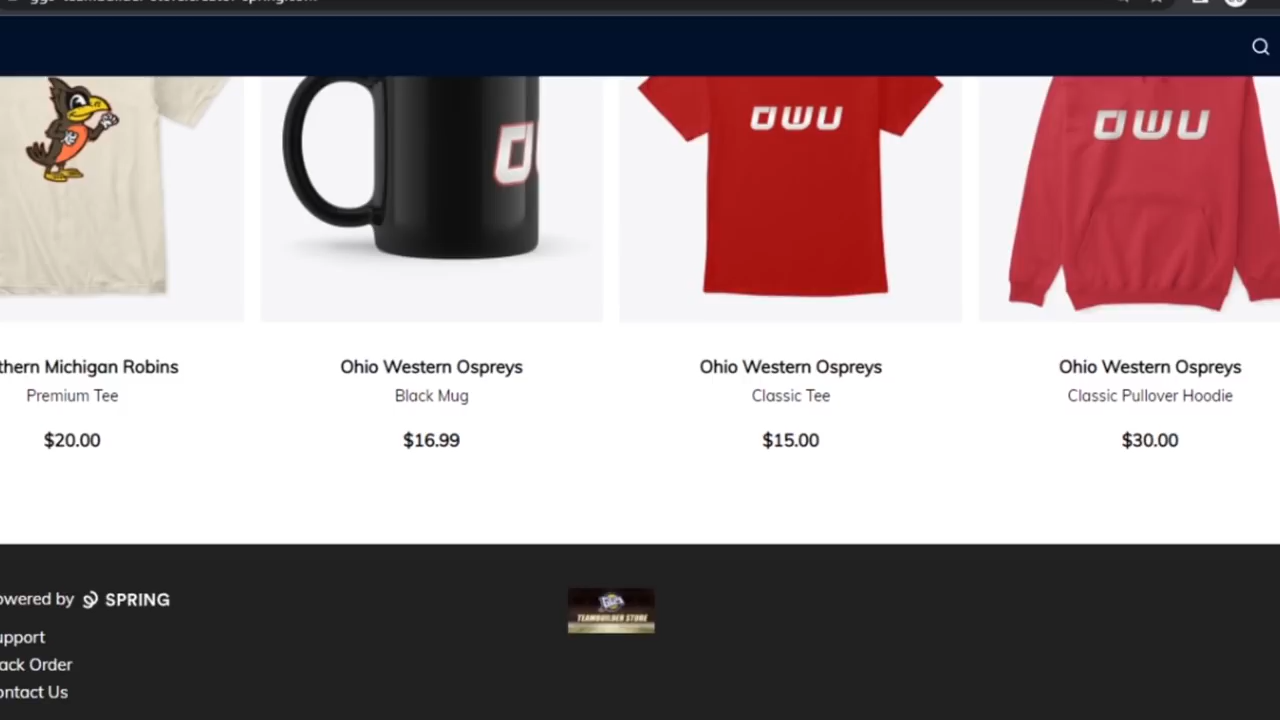 OWU
OWU
thern Michigan Robins
Ohio Western Ospreys
Ohio Western Ospreys
Ohio Western Ospreys
Premium Tee
Black Mug
Classic Tee
Classic Pullover Hoodie
$20.00
$16.99
$15.00
$30.00
owered by SPRING
upport
ack Order
ontact Us
TEAMBUILDER STORE